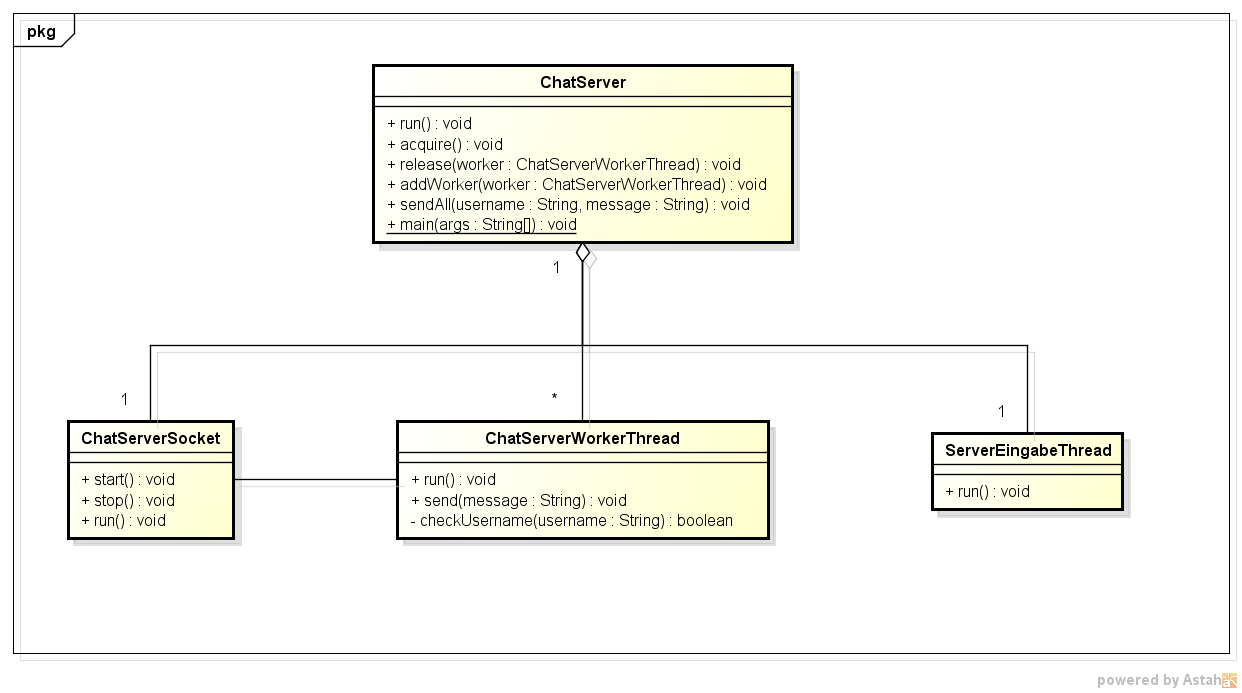 pkg
ChatServer
+ run() : void
+ acquire() : void
+ release(worker : ChatServerWorkerThread) : void
+ addWorker(worker : ChatServerWorkerThread) : void
+ sendAll(username : String, message : String) : void
+ main(args : String[]) : void
1
1
*
1
ChatServerSocket
+ start() : void
+ stop() : void
+ run() : void
ChatServerWorkerThread
+ run() : void
+ send(message : String) : void
- checkUsername(username : String) : boolean
ServerEingabeThread
+ run() : void
powered by Astah